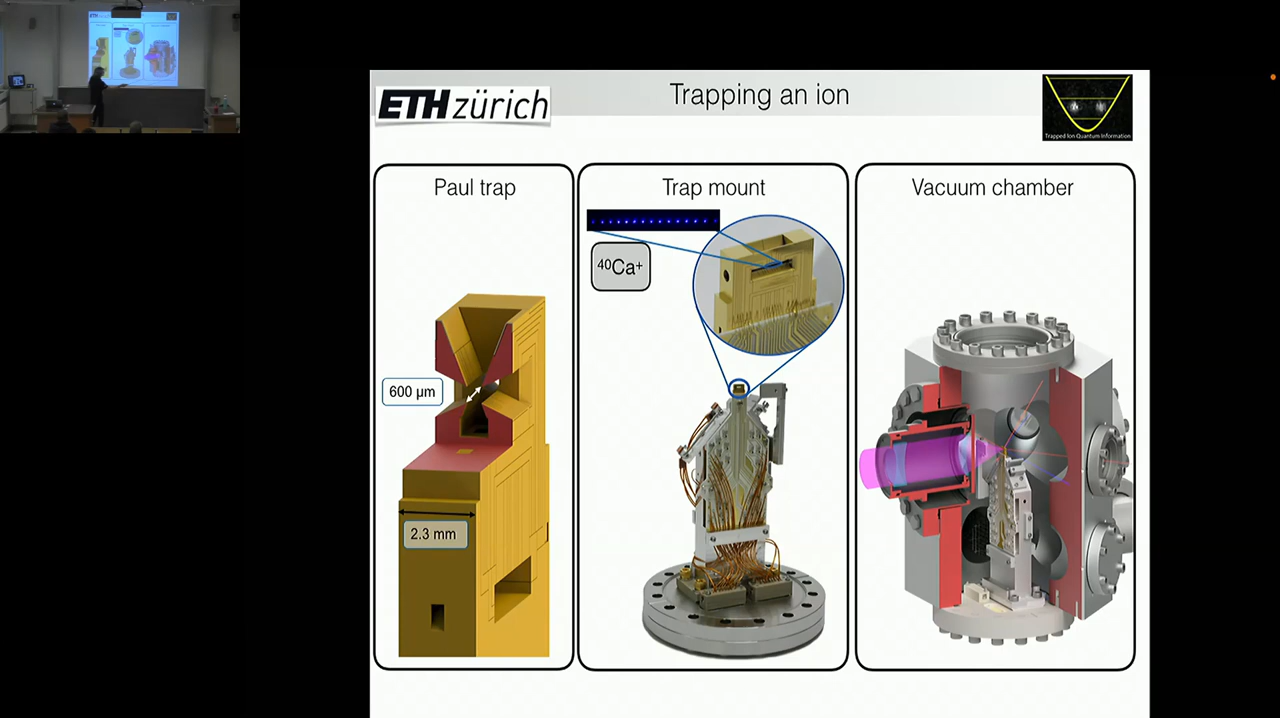 ETH zürich
Trapping an ion
Trapped Ion Quantum Information
Paul trap
600 µm
2.3 mm
Trap mount
⁴⁰Ca⁺
Vacuum chamber